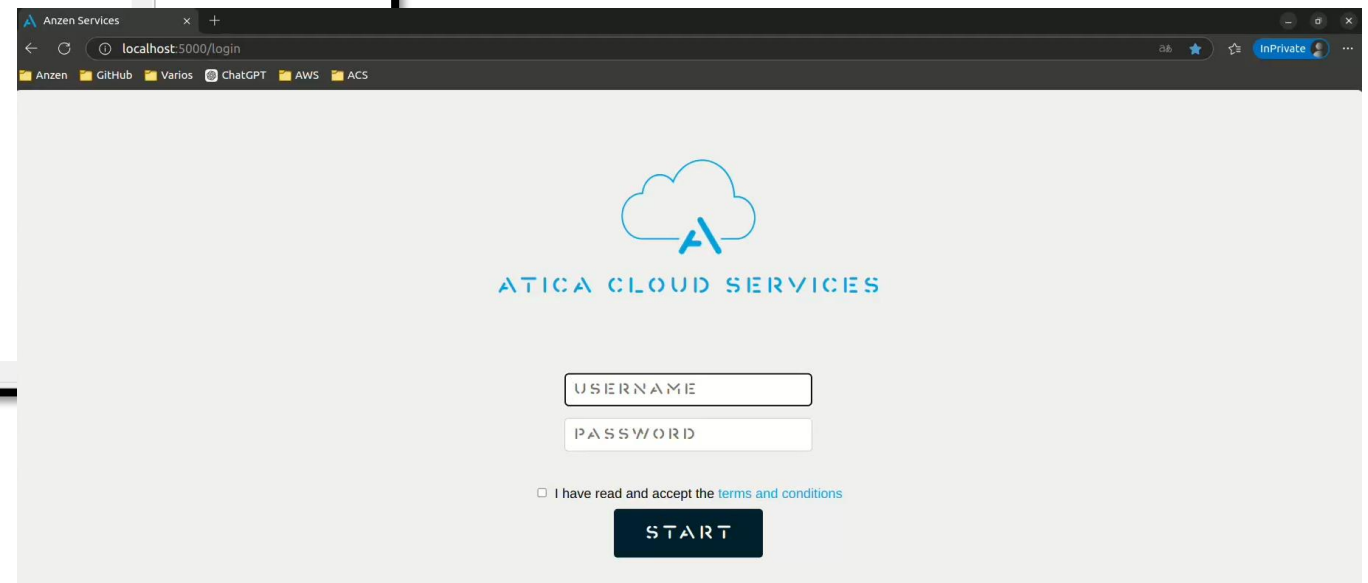 Anzen Services
localhost:5000/login
InPrivate
Anzen GitHub Varios ChatGPT AWS ACS
ATICA CLOUD SERVICES
USERNAME
PASSWORD
I have read and accept the terms and conditions
START